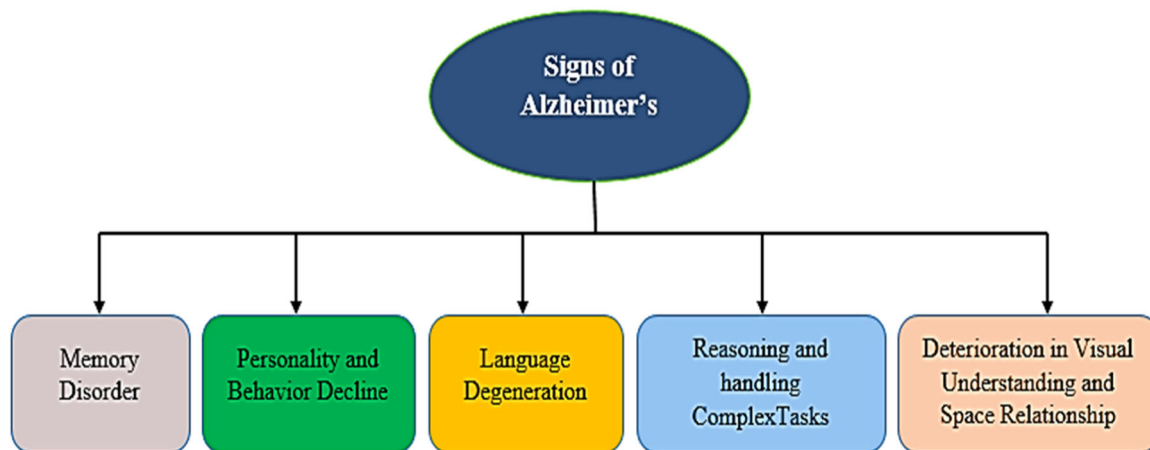 Signs of
Alzheimer's
Memory
Disorder
Personality and
Behavior Decline
Language
Degeneration
Reasoning and
handling
ComplexTasks
Deterioration in Visual
Understanding and
Space Relationship